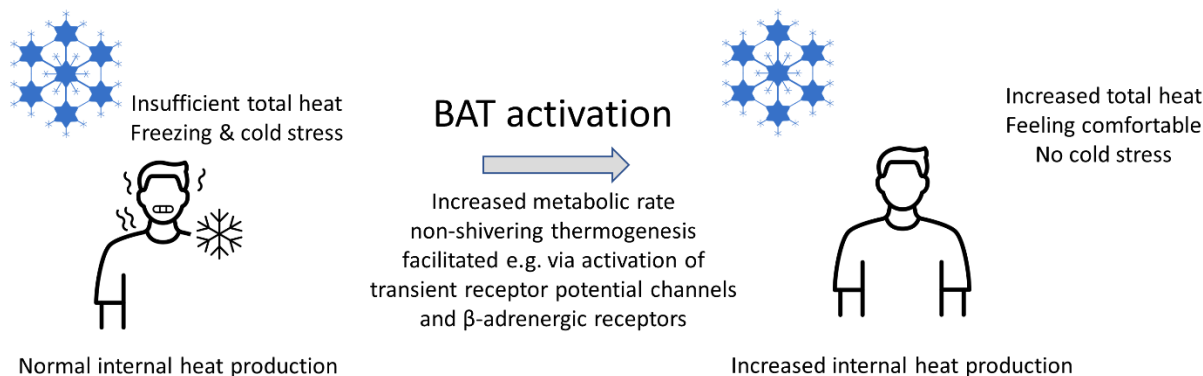 Insufficient total heat
Freezing & cold stress
Normal internal heat production
BAT activation
Increased metabolic rate
non-shivering thermogenesis
facilitated e.g. via activation of
transient receptor potential channels
and β-adrenergic receptors
Increased total heat
Feeling comfortable
No cold stress
Increased internal heat production